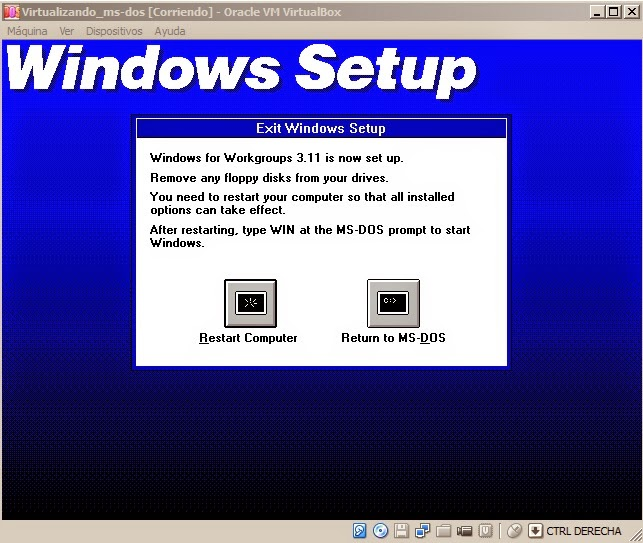 Virtualizando_ms-dos [Corriendo] - Oracle VM VirtualBox
Máquina Ver Dispositivos Ayuda
Windows Setup
Exit Windows Setup
Windows for Workgroups 3.11 is now set up.
Remove any floppy disks from your drives.
You need to restart your computer so that all installed
options can take effect.
After restarting, type WIN at the MS-DOS prompt to start
Windows.
C:\>
Restart Computer Return to MS-DOS
CTRL DERECHA